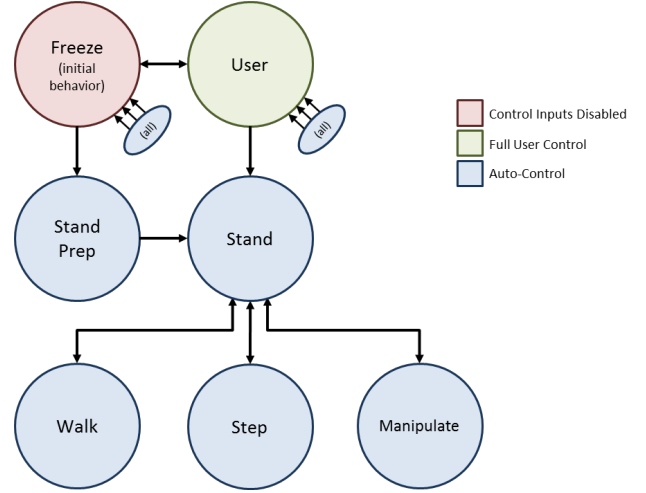 Freeze
(initial
behavior)
User
(all)
(all)
Control Inputs Disabled
Full User Control
Auto-Control
Stand
Prep
Stand
Walk
Step
Manipulate